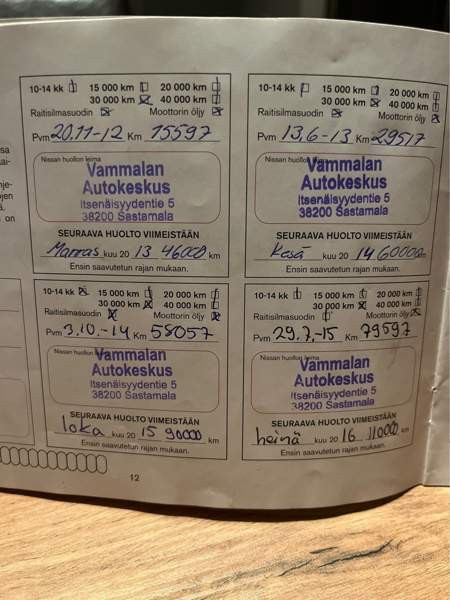 10-14 kk 15 000 km 20 000 km
30 000 km 40 000 km
Raitisilmasuodin Moottorin öljy
Pvm 20.11-12 Km 15597
Nissan huollon leima
Vammalan
Autokeskus
Itsenäisyydentie 5
38200 Sastamala
SEURAAVA HUOLTO VIIMEISTÄÄN
Marras kuu 20 13 46000 km
Ensin saavutetun rajan mukaan.
10-14 kk 15 000 km 20 000 km
30 000 km 40 000 km
Raitisilmasuodin Moottorin öljy
Pvm 13.6-13 Km 29517
Nissan huollon leima
Vammalan
Autokeskus
Itsenäisyydentie 5
38200 Sastamala
SEURAAVA HUOLTO VIIMEISTÄÄN
Kesä kuu 20 14 60000 km
Ensin saavutetun rajan mukaan.
10-14 kk 15 000 km 20 000 km
30 000 km 40 000 km
Raitisilmasuodin Moottorin öljy
Pvm 3.10.-14 Km 58057
Nissan huollon leima
Vammalan
Autokeskus
Itsenäisyydentie 5
38200 Sastamala
SEURAAVA HUOLTO VIIMEISTÄÄN
loka kuu 20 15 90000 km
Ensin saavutetun rajan mukaan.
10-14 kk 15 000 km 20 000 km
30 000 km 40 000 km
Raitisilmasuodin Moottorin öljy
Pvm 29.7.-15 Km 79597
Nissan huollon leima
Vammalan
Autokeskus
Itsenäisyydentie 5
38200 Sastamala
SEURAAVA HUOLTO VIIMEISTÄÄN
heinä kuu 20 16 110000 km
Ensin saavutetun rajan mukaan.
12